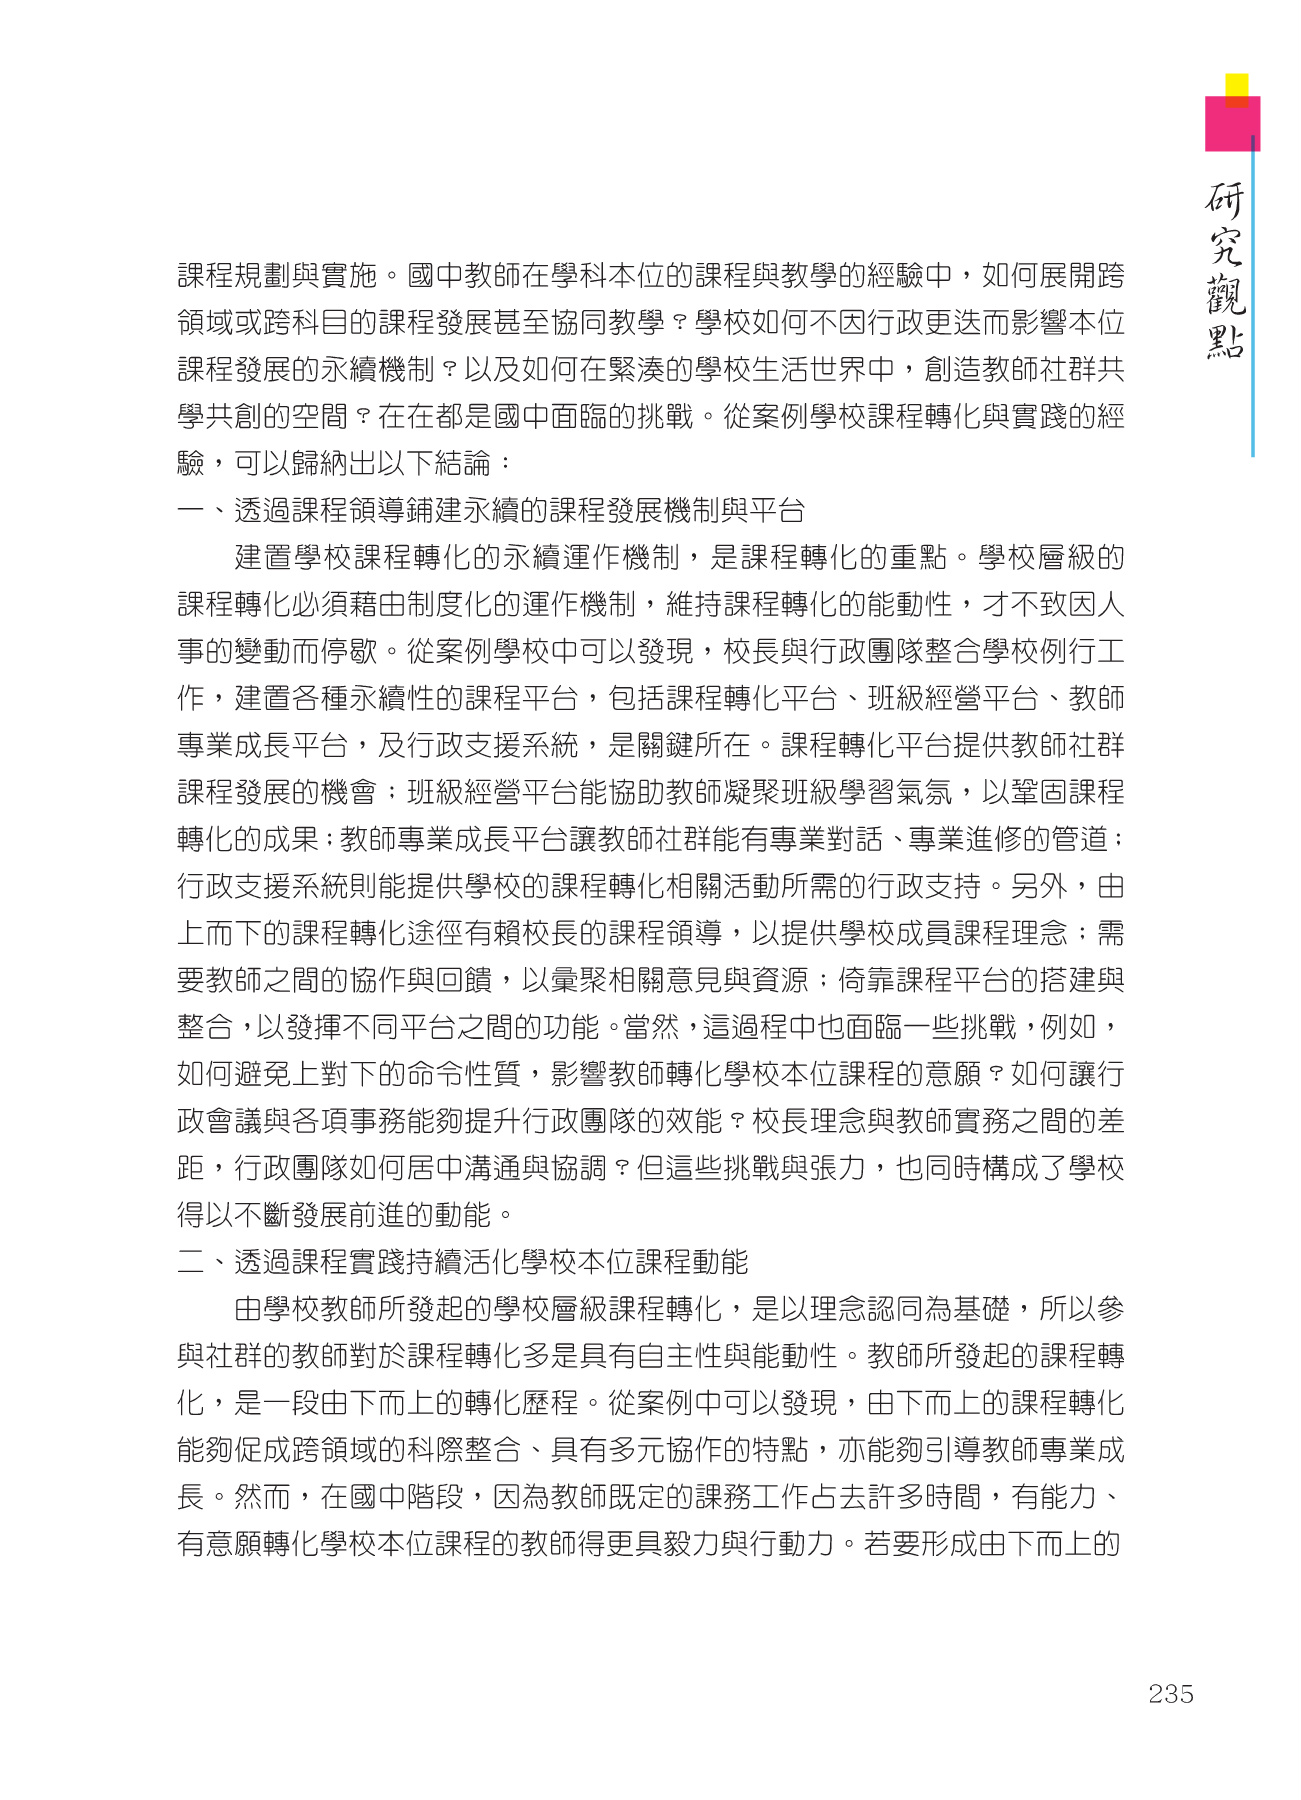 研究觀點
課程規劃與實施。國中教師在學科本位的課程與教學的經驗中，如何展開跨
領域或跨科目的課程發展甚至協同教學？學校如何不因行政更迭而影響本位
課程發展的永續機制？以及如何在緊湊的學校生活世界中，創造教師社群共
學共創的空間？在在都是國中面臨的挑戰。從案例學校課程轉化與實踐的經
驗，可以歸納出以下結論：
一、透過課程領導鋪建永續的課程發展機制與平台
建置學校課程轉化的永續運作機制，是課程轉化的重點。學校層級的
課程轉化必須藉由制度化的運作機制，維持課程轉化的能動性，才不致因人
事的變動而停歇。從案例學校中可以發現，校長與行政團隊整合學校例行工
作，建置各種永續性的課程平台，包括課程轉化平台、班級經營平台、教師
專業成長平台，及行政支援系統，是關鍵所在。課程轉化平台提供教師社群
課程發展的機會；班級經營平台能協助教師凝聚班級學習氣氛，以鞏固課程
轉化的成果；教師專業成長平台讓教師社群能有專業對話、專業進修的管道；
行政支援系統則能提供學校的課程轉化相關活動所需的行政支持。另外，由
上而下的課程轉化途徑有賴校長的課程領導，以提供學校成員課程理念；需
要教師之間的協作與回饋，以彙聚相關意見與資源；倚靠課程平台的搭建與
整合，以發揮不同平台之間的功能。當然，這過程中也面臨一些挑戰，例如，
如何避免上對下的命令性質，影響教師轉化學校本位課程的意願？如何讓行
政會議與各項事務能夠提升行政團隊的效能？校長理念與教師實務之間的差
距，行政團隊如何居中溝通與協調？但這些挑戰與張力，也同時構成了學校
得以不斷發展前進的動能。
二、透過課程實踐持續活化學校本位課程動能
由學校教師所發起的學校層級課程轉化，是以理念認同為基礎，所以參
與社群的教師對於課程轉化多是具有自主性與能動性。教師所發起的課程轉
化，是一段由下而上的轉化歷程。從案例中可以發現，由下而上的課程轉化
能夠促成跨領域的科際整合、具有多元協作的特點，亦能夠引導教師專業成
長。然而，在國中階段，因為教師既定的課務工作占去許多時間，有能力、
有意願轉化學校本位課程的教師得更具毅力與行動力。若要形成由下而上的
235